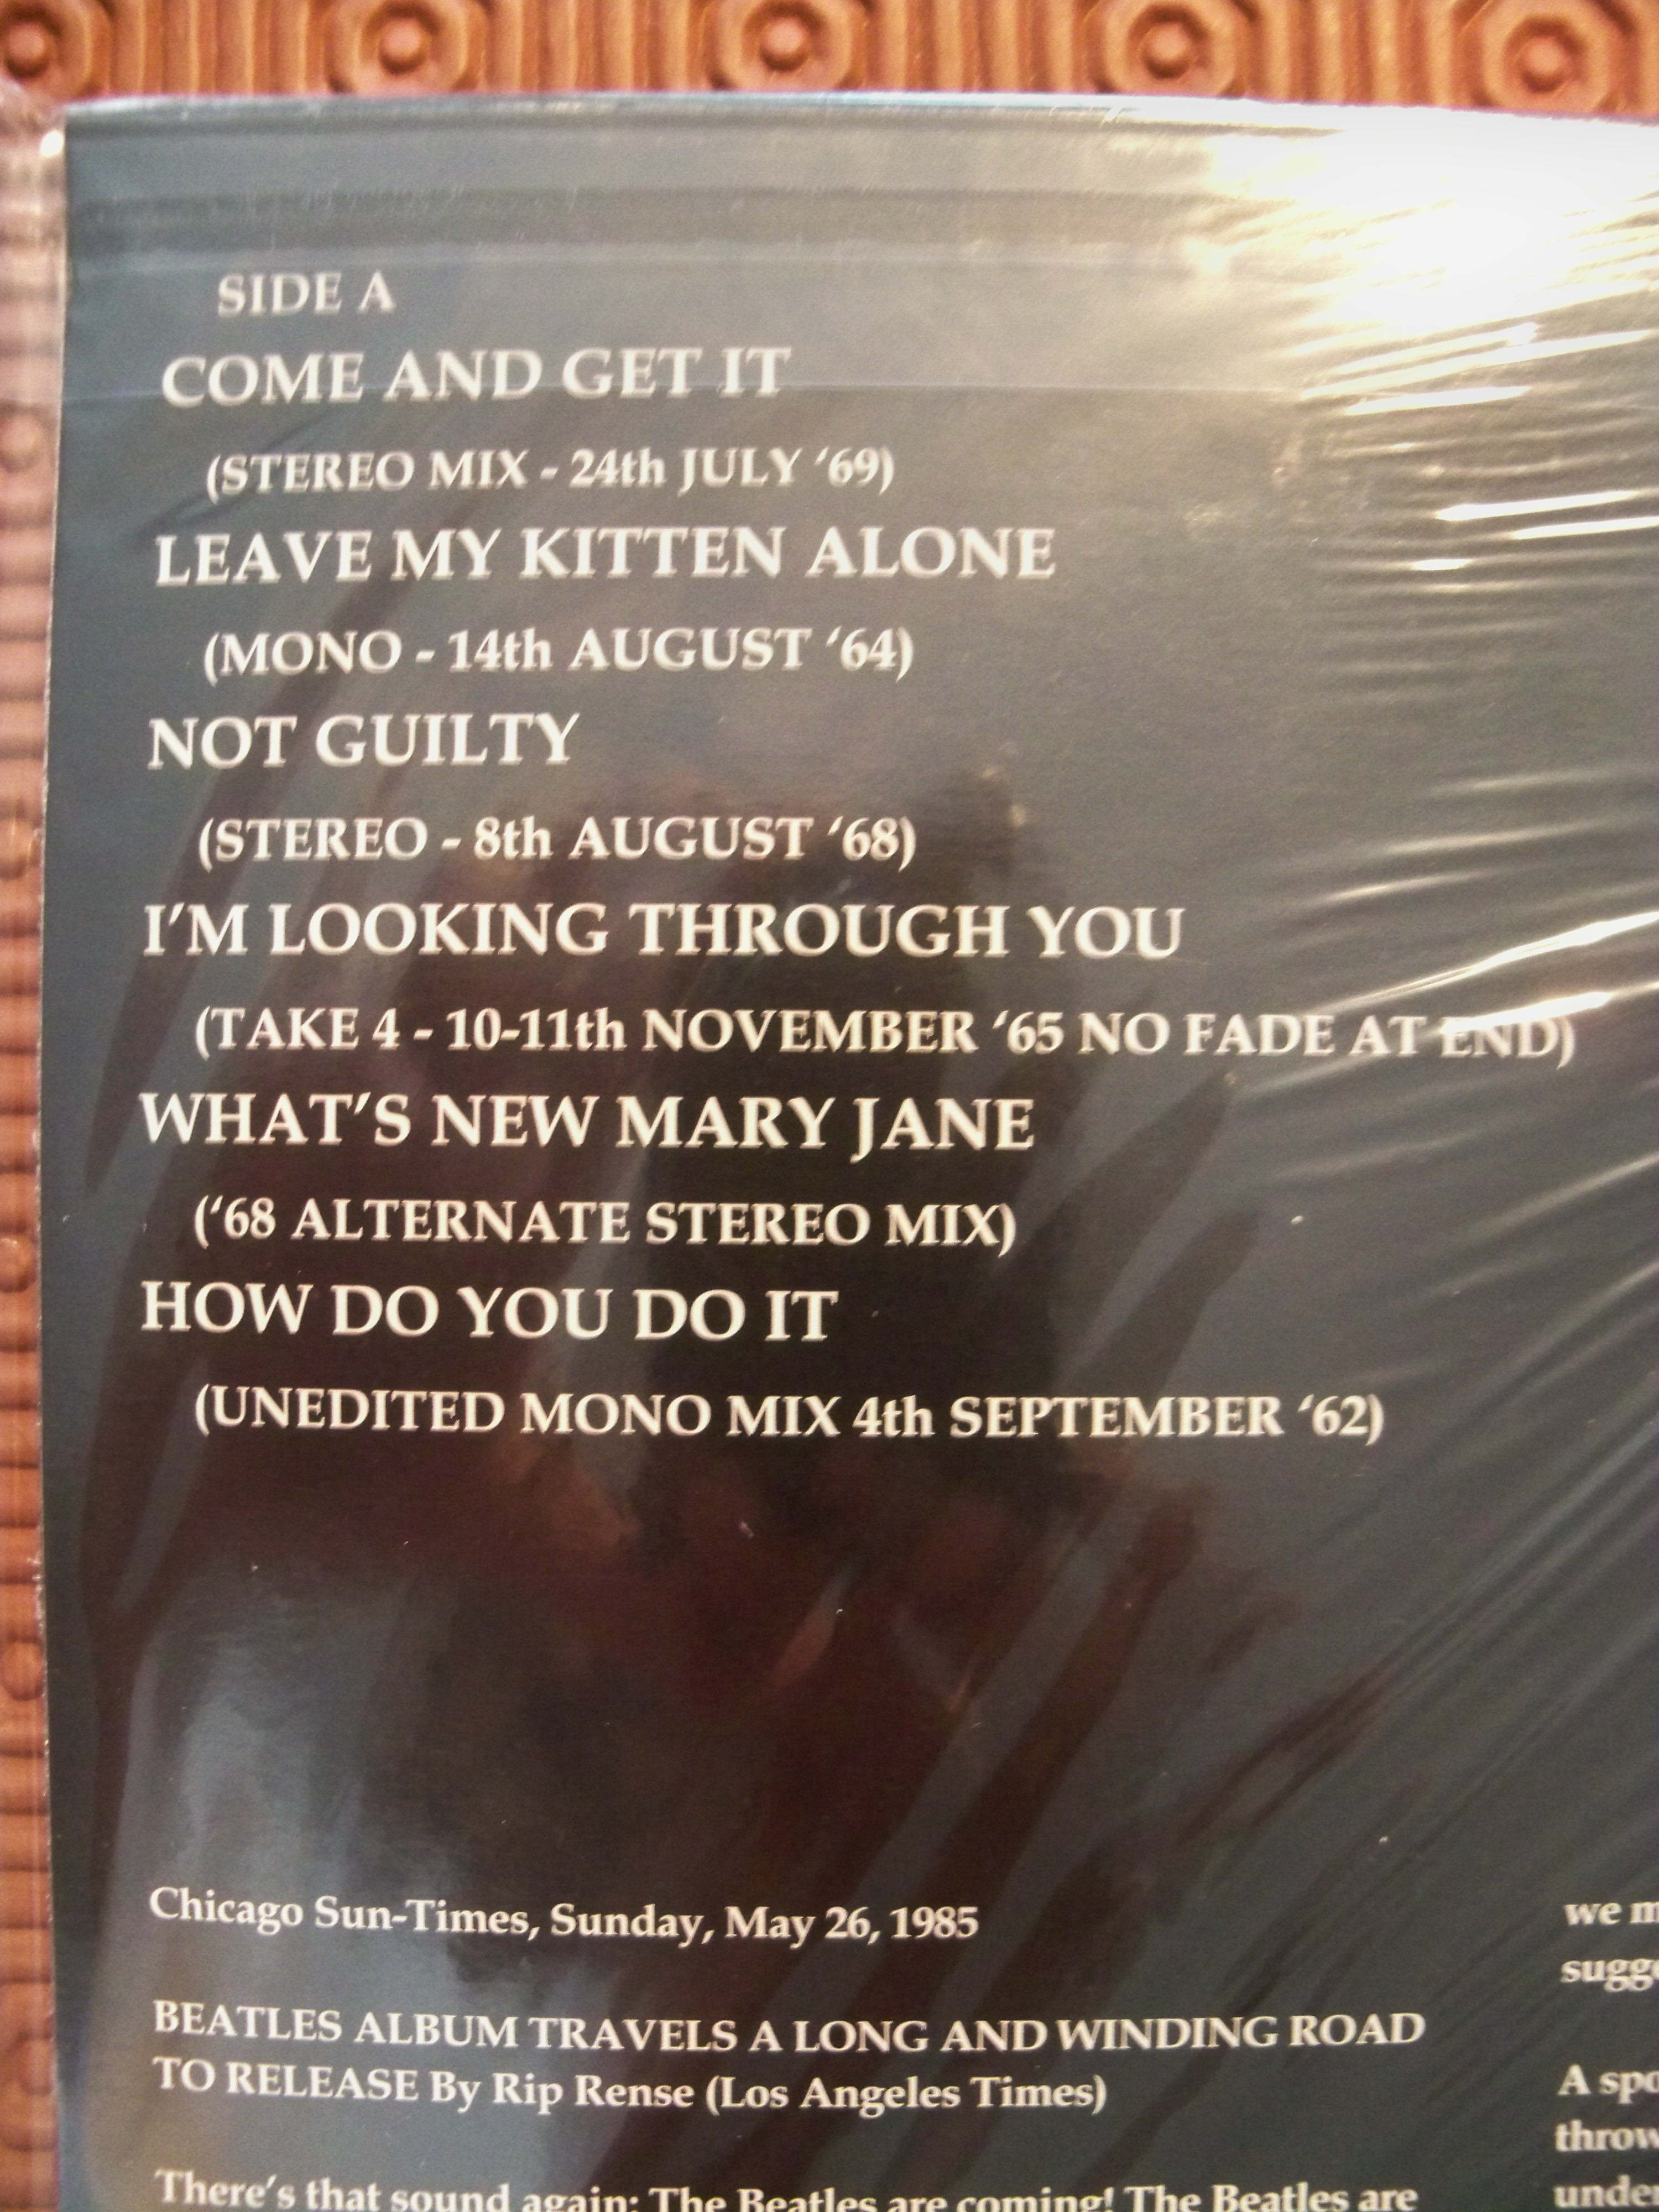 SIDE A
COME AND GET IT
(STEREO MIX - 24th JULY ‘69)
LEAVE MY KITTEN ALONE
(MONO - 14th AUGUST ‘64)
NOT GUILTY
(STEREO - 8th AUGUST ‘68)
I’M LOOKING THROUGH YOU
(TAKE 4 - 10-11th NOVEMBER ‘65 NO FADE AT END)
WHAT’S NEW MARY JANE
(‘68 ALTERNATE STEREO MIX)
HOW DO YOU DO IT
(UNEDITED MONO MIX 4th SEPTEMBER ‘62)
Chicago Sun-Times, Sunday, May 26, 1985
BEATLES ALBUM TRAVELS A LONG AND WINDING ROAD
TO RELEASE By Rip Rense (Los Angeles Times)
There’s that sound again: The Beatles are coming! The Beatles are
we
A